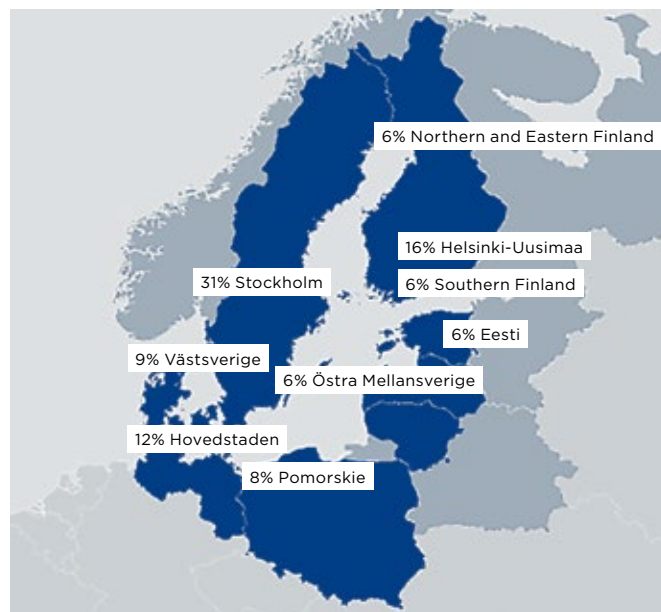 6% Northern and Eastern Finland
16% Helsinki-Uusimaa
31% Stockholm
6% Southern Finland
6% Eesti
9% Västsverige
6% Östra Mellansverige
12% Hovedstaden
8% Pomorskie